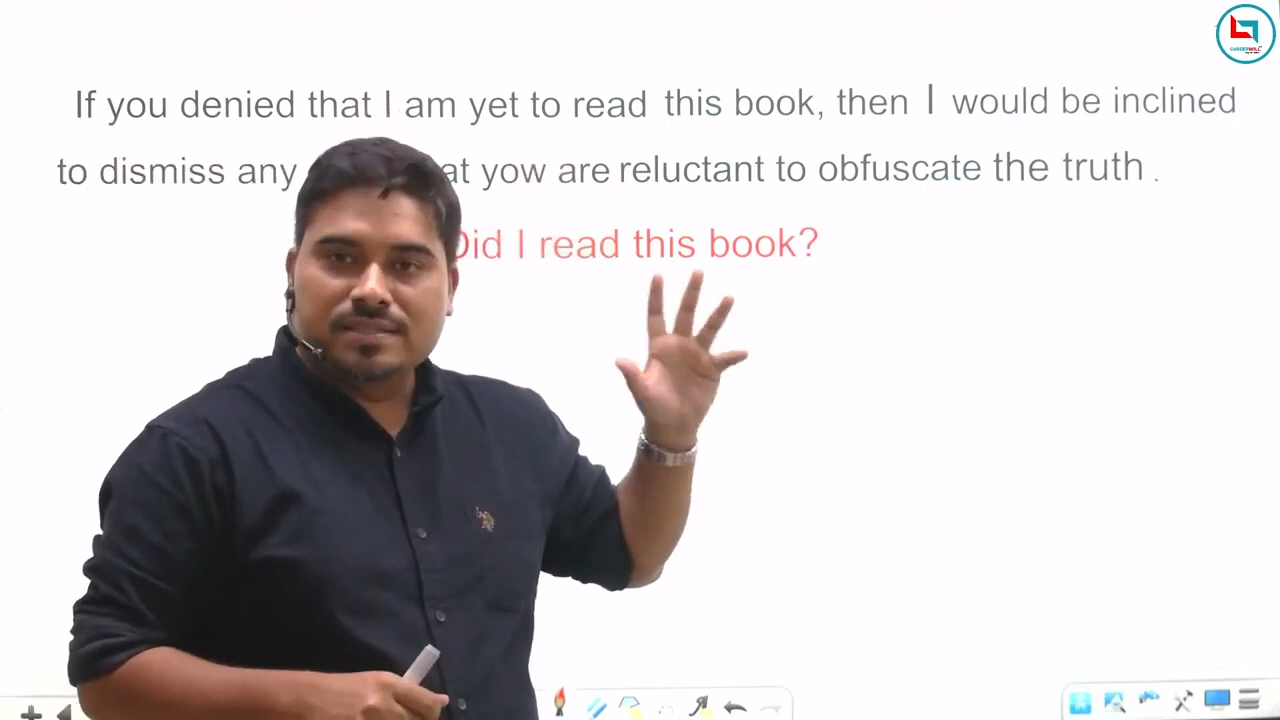 If you denied that I am yet to read this book, then I would be inclined
to dismiss any at yow are reluctant to obfuscate the truth .
Did I read this book?
CAREERWILL